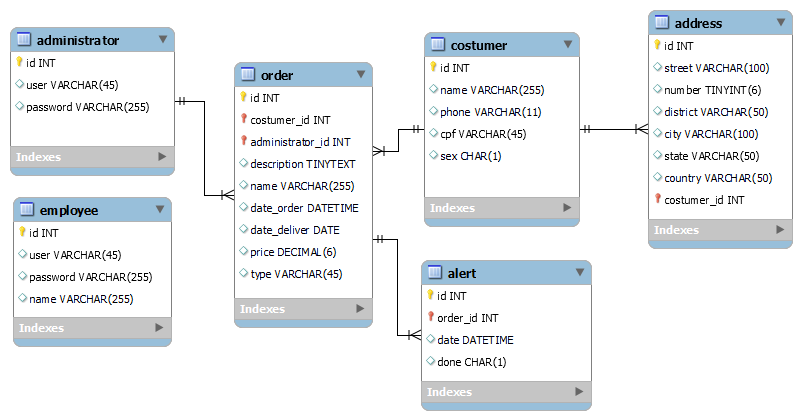 administrator
id INT
user VARCHAR(45)
password VARCHAR(255)
Indexes
employee
id INT
user VARCHAR(45)
password VARCHAR(255)
name VARCHAR(255)
Indexes
order
id INT
costumer_id INT
administrator_id INT
description TINYTEXT
name VARCHAR(255)
date_order DATETIME
date_deliver DATE
price DECIMAL(6)
type VARCHAR(45)
Indexes
costumer
id INT
name VARCHAR(255)
phone VARCHAR(11)
cpf VARCHAR(45)
sex CHAR(1)
Indexes
alert
id INT
order_id INT
date DATETIME
done CHAR(1)
Indexes
address
id INT
street VARCHAR(100)
number TINYINT(6)
district VARCHAR(50)
city VARCHAR(100)
state VARCHAR(50)
country VARCHAR(50)
costumer_id INT
Indexes